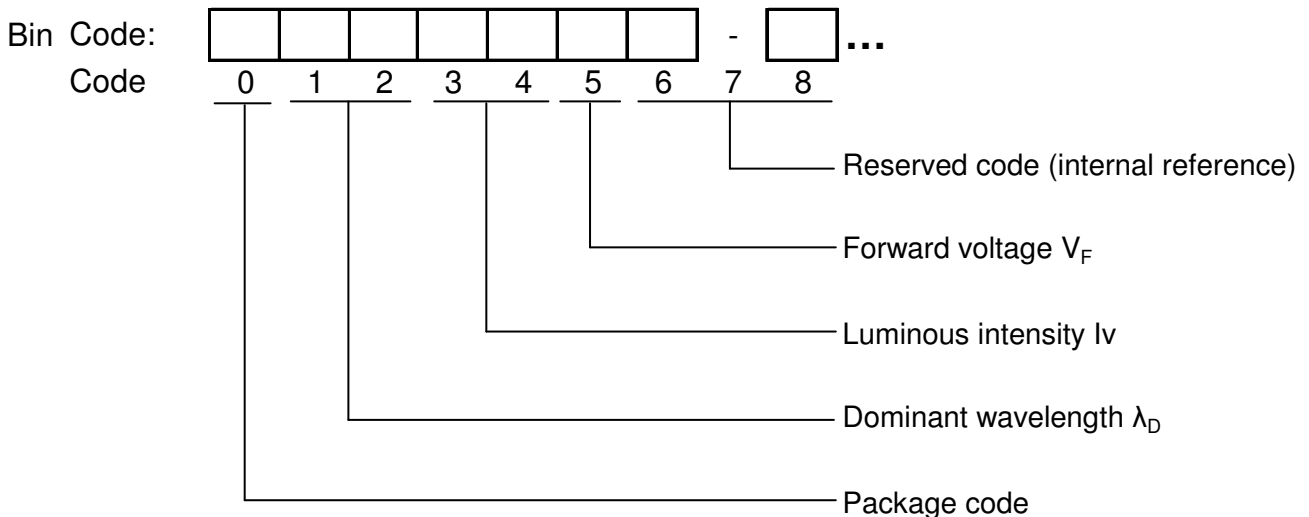 Bin Code: - ...
Code 0 1 2 3 4 5 6 7 8
Reserved code (internal reference)
Forward voltage VF
Luminous intensity Iv
Dominant wavelength λD
Package code